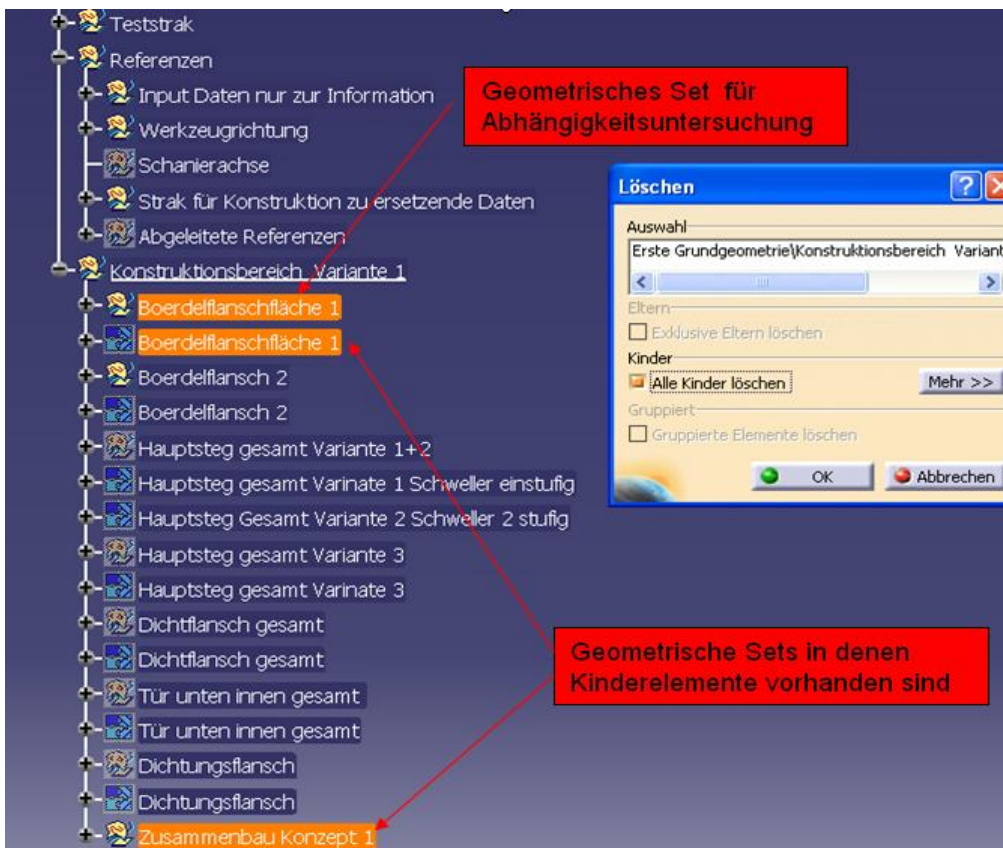 Teststrak
Referenzen
Input Daten nur zur Information
Werkzeugrichtung
Schanierachse
Strak für Konstruktion zu ersetzende Daten
Abgeleitete Referenzen
Konstruktionsbereich Variante 1
Boerdelflanschfläche 1
Boerdelflanschfläche 1
Boerdelflansch 2
Boerdelflansch 2
Hauptsteg gesamt Variante 1+2
Hauptsteg gesamt Varinate 1 Schweller einstufig
Hauptsteg Gesamt Variante 2 Schweller 2 stufig
Hauptsteg gesamt Variante 3
Hauptsteg gesamt Varinate 3
Dichtflansch gesamt
Dichtflansch gesamt
Tür unten innen gesamt
Tür unten innen gesamt
Dichtungsflansch
Dichtungsflansch
Zusammenbau Konzept 1
Geometrisches Set für
Abhängigkeitsuntersuchung
Löschen
Auswahl
Erste Grundgeometrie\Konstruktionsbereich Variant
Eltern
Exklusive Eltern löschen
Kinder
Alle Kinder löschen
Mehr >>
Gruppiert
Gruppierte Elemente löschen
OK
Abbrechen
Geometrische Sets in denen
Kinderelemente vorhanden sind